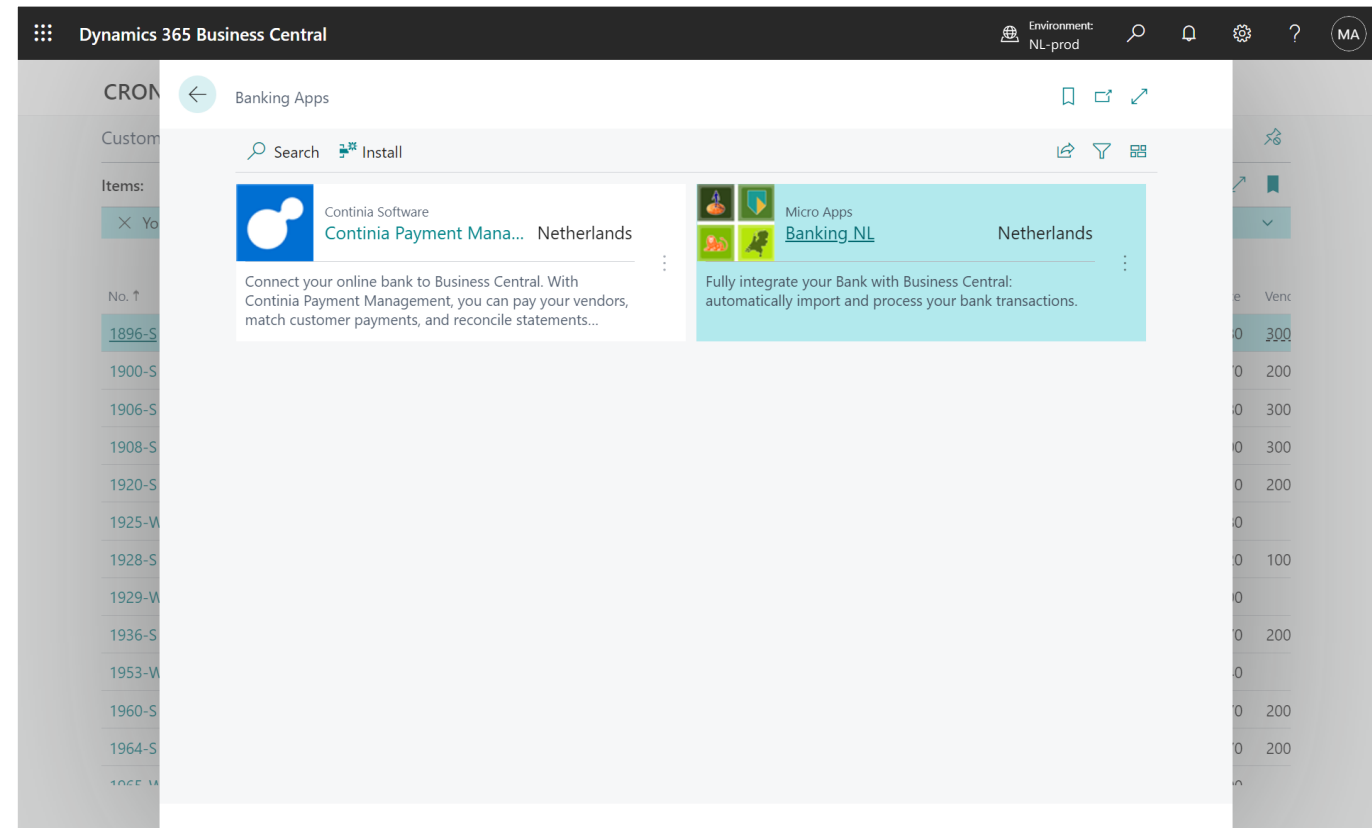 Dynamics 365 Business Central
Environment:
NL-prod
MA
CRON
Banking Apps
Custom
Search
Install
Items:
Yo
Continia Software
Continia Payment Mana...
Netherlands
Connect your online bank to Business Central. With
Continia Payment Management, you can pay your vendors,
match customer payments, and reconcile statements...
Micro Apps
Banking NL
Netherlands
Fully integrate your Bank with Business Central:
automatically import and process your bank transactions.
No. ↑
Venc
1896-S
300
1900-S
200
1906-S
300
1908-S
300
1920-S
200
1925-W
1928-S
100
1929-W
1936-S
200
1953-W
1960-S
200
1964-S
200